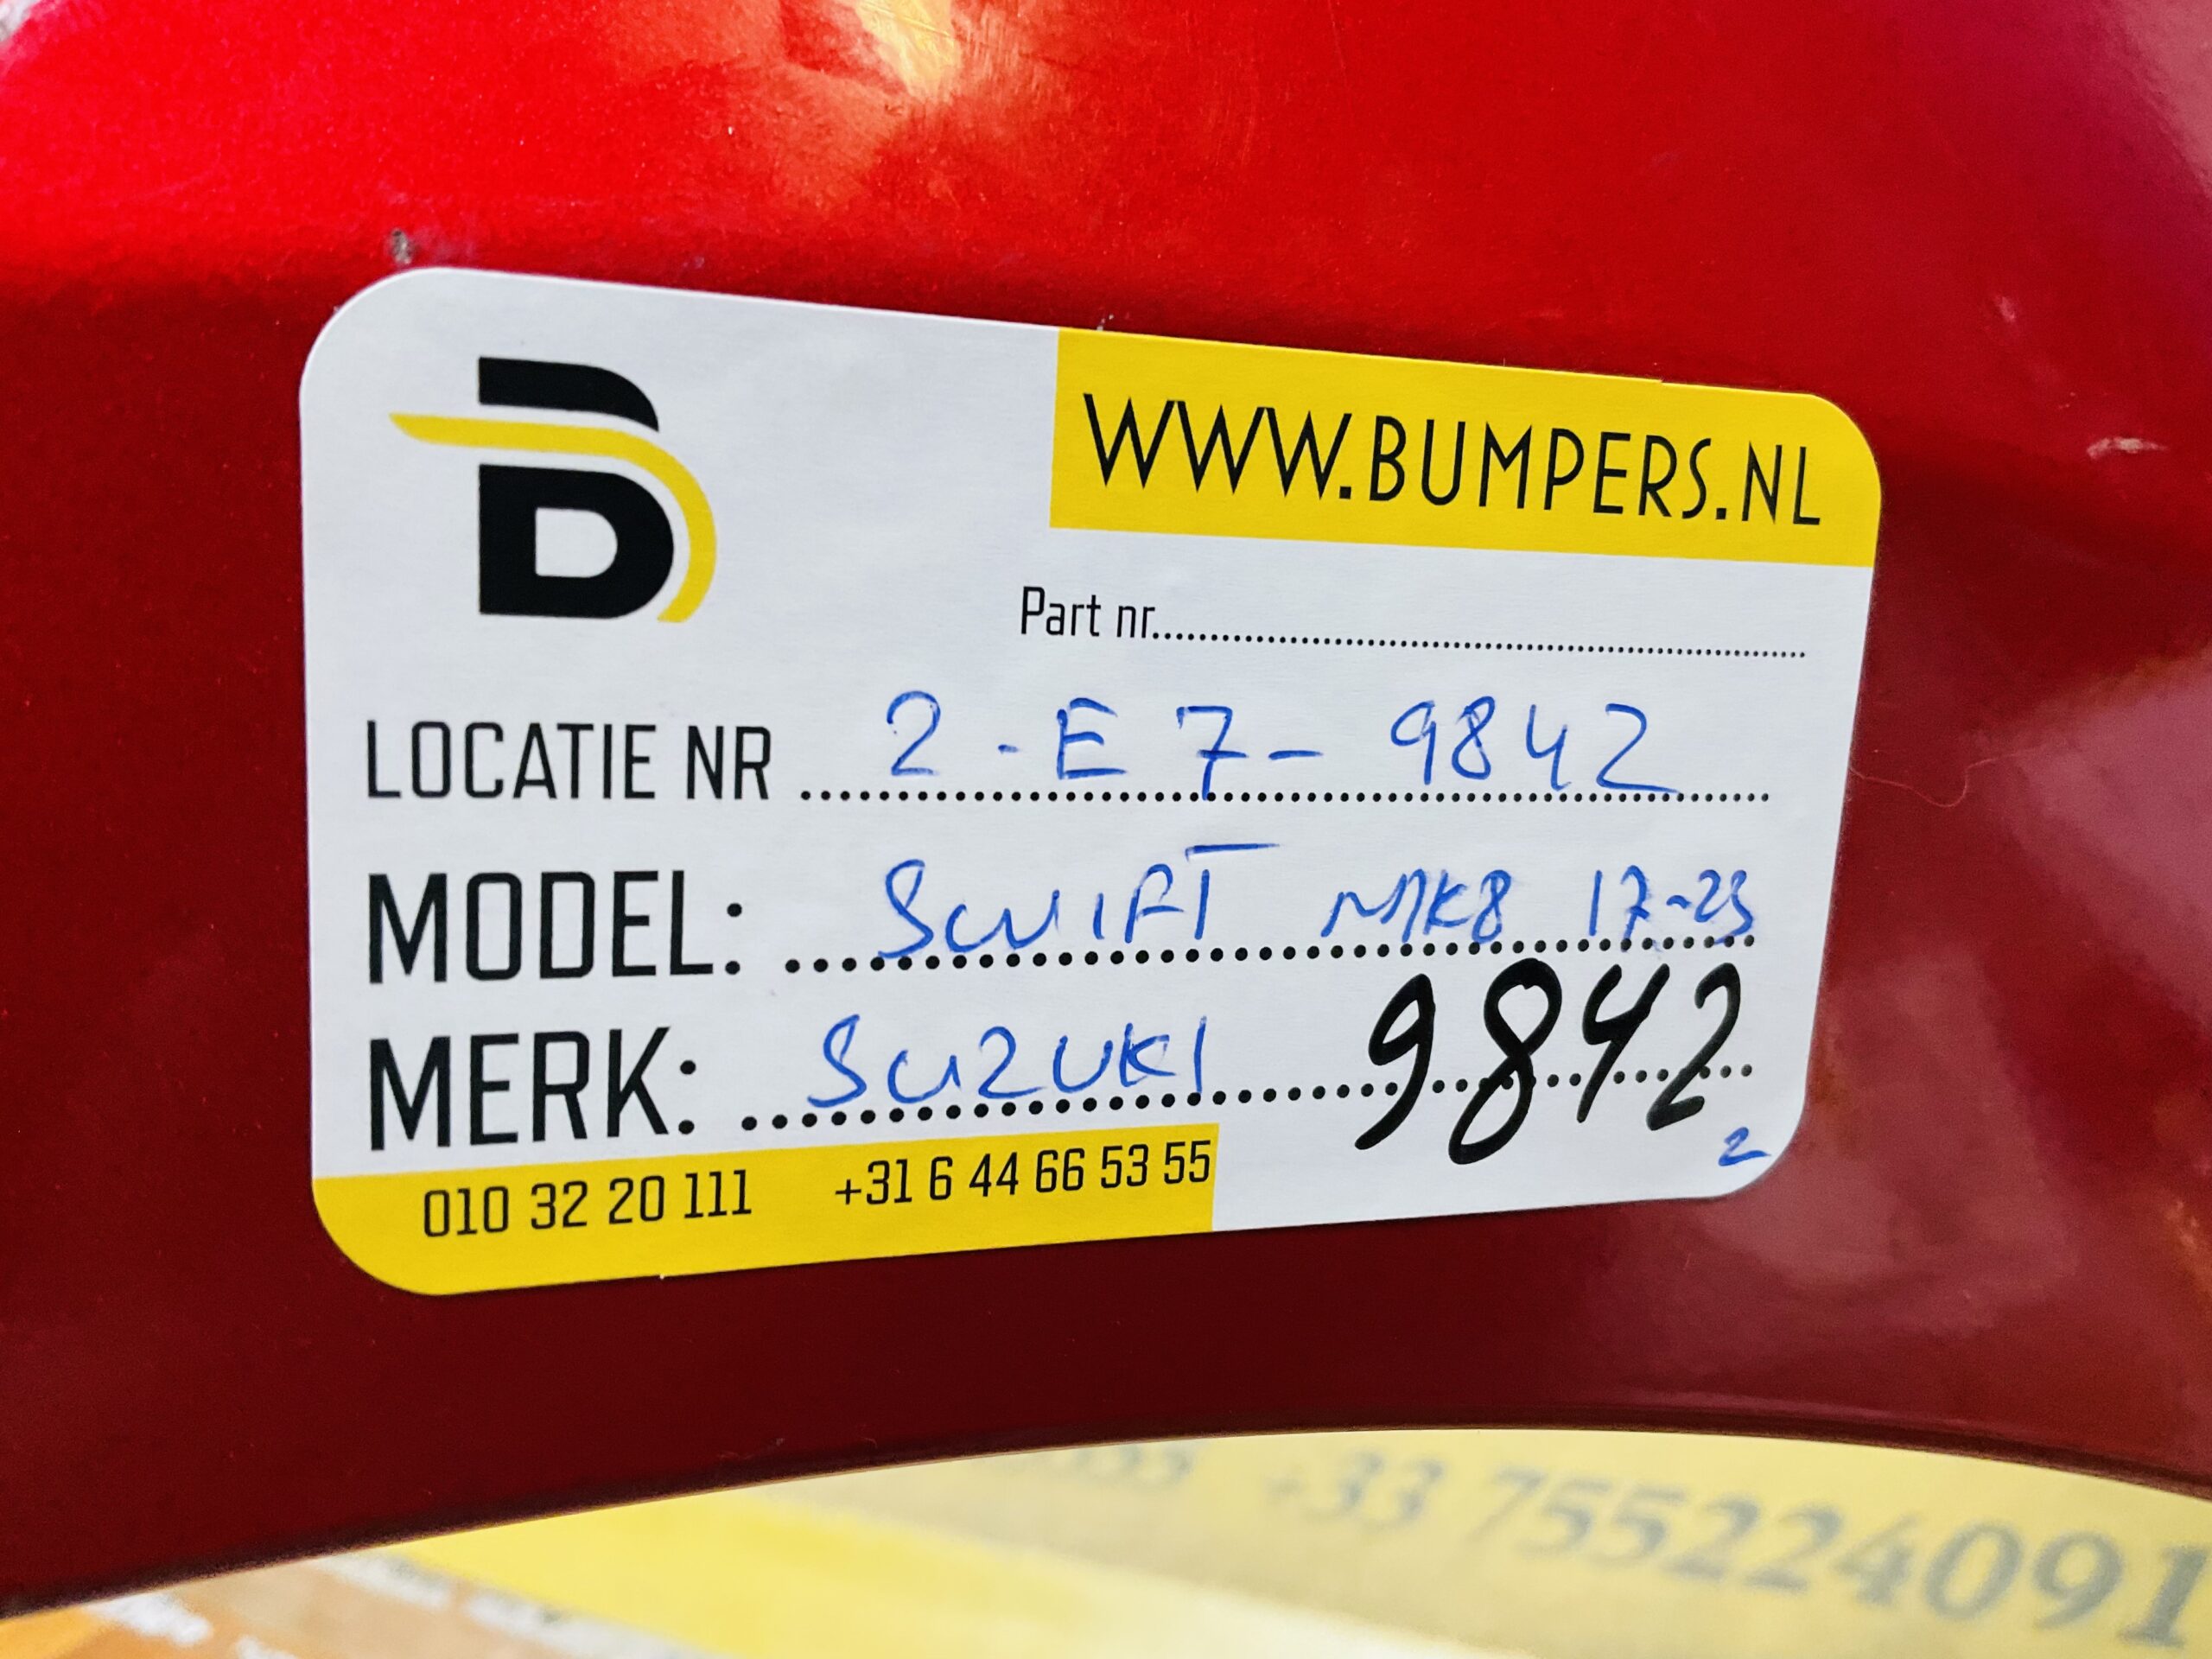 B
WWW.BUMPERS.NL
Part nr.
LOCATIE NR 2-E7-9842
MODEL: SWIFT MK8 17-23
MERK: SUZUKI 9842
2
010 32 20 111 +31 6 44 66 53 55
+33 755224091